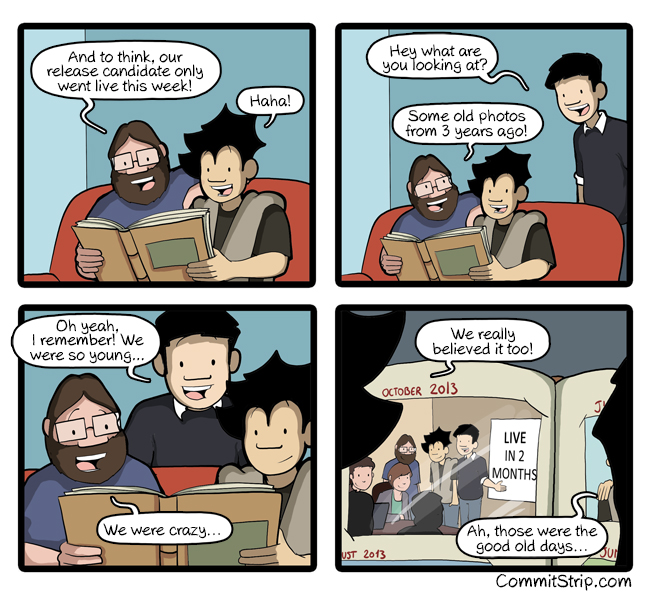 And to think, our
release candidate only
went live this week!
Haha!
Hey what are
you looking at?
Some old photos
from 3 years ago!
Oh yeah,
I remember! We
were so young...
We were crazy...
We really
believed it too!
OCTOBER 2013
LIVE
IN 2
MONTHS
UST 2013
Ah, those were the
good old days...
CommitStrip.com